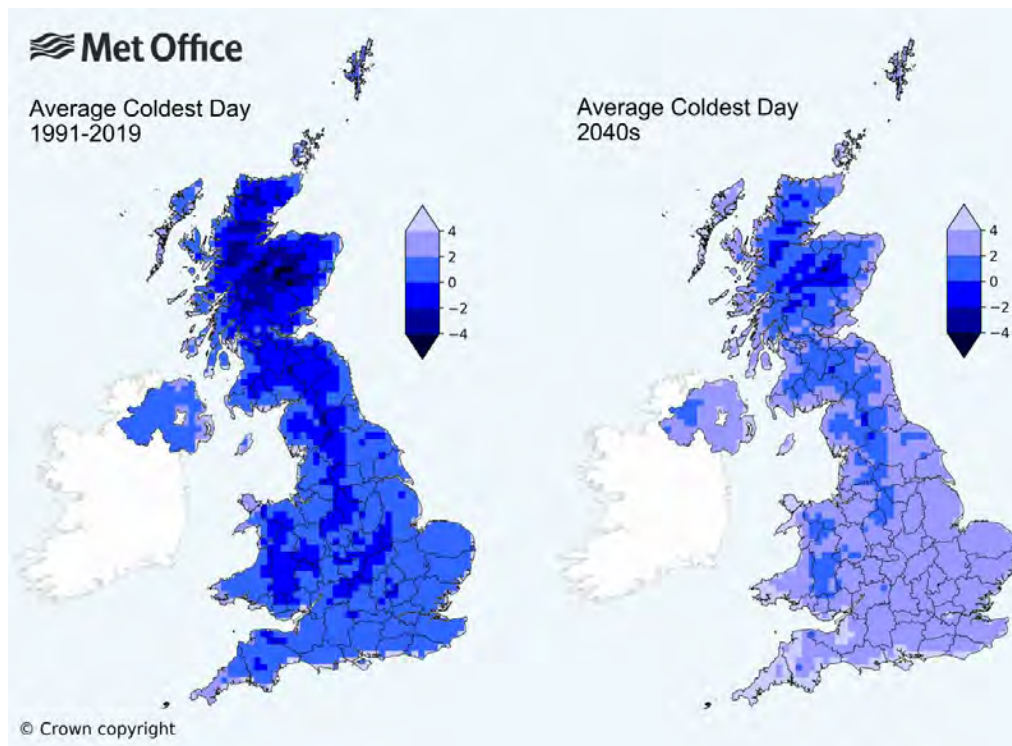 Met Office
Average Coldest Day
1991-2019
4
2
0
−2
−4
Average Coldest Day
2040s
4
2
0
−2
−4
© Crown copyright